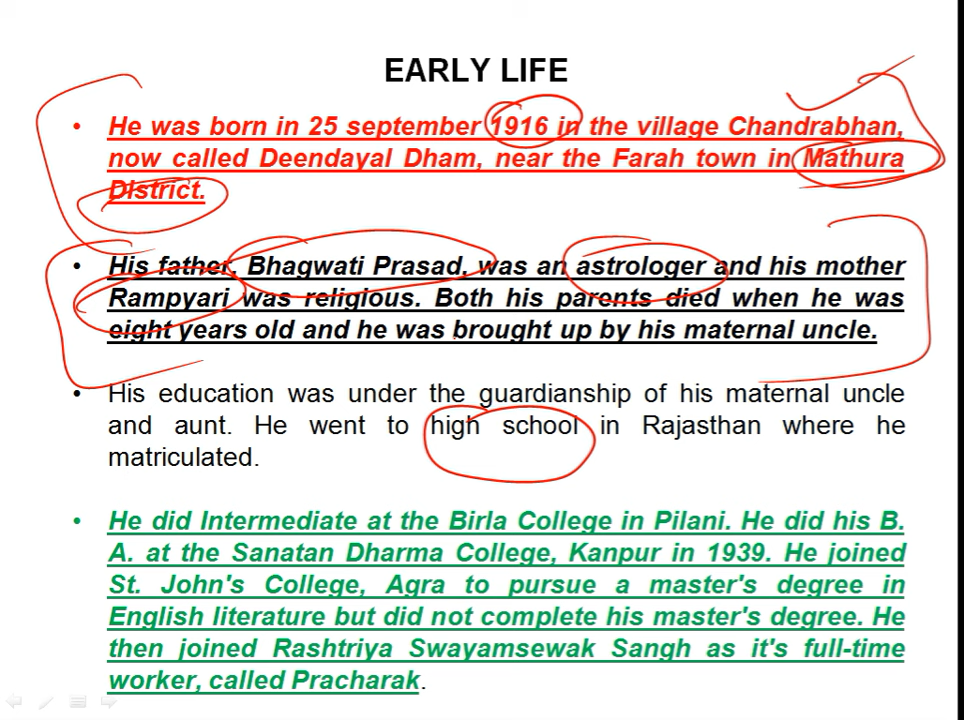 EARLY LIFE
• He was born in 25 september 1916 in the village Chandrabhan,
now called Deendayal Dham, near the Farah town in Mathura
District.
• His father, Bhagwati Prasad, was an astrologer and his mother
Rampyari was religious. Both his parents died when he was
eight years old and he was brought up by his maternal uncle.
• His education was under the guardianship of his maternal uncle
and aunt. He went to high school in Rajasthan where he
matriculated.
• He did Intermediate at the Birla College in Pilani. He did his B.
A. at the Sanatan Dharma College, Kanpur in 1939. He joined
St. John's College, Agra to pursue a master's degree in
English literature but did not complete his master's degree. He
then joined Rashtriya Swayamsewak Sangh as it's full-time
worker, called Pracharak.